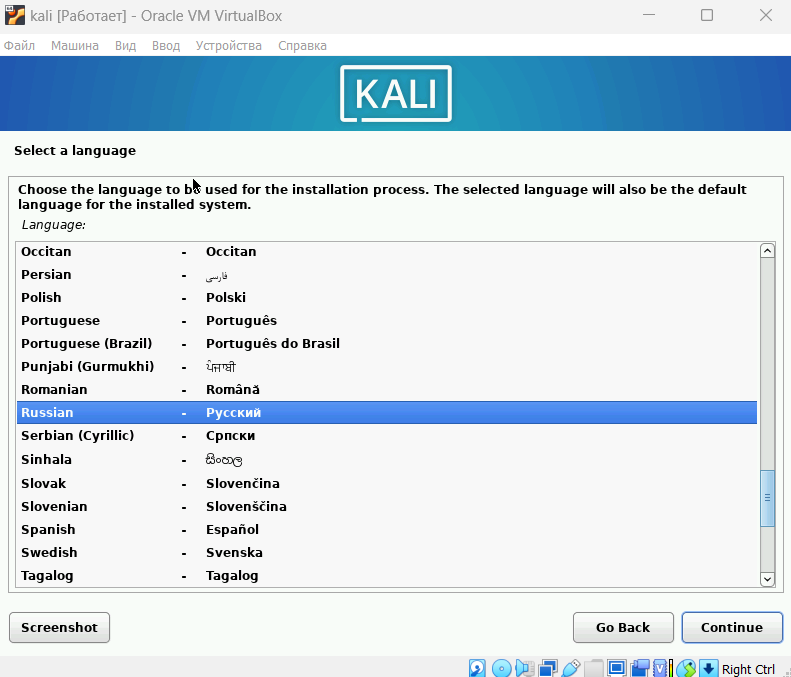 kali [Работает] - Oracle VM VirtualBox
Файл Машина Вид Ввод Устройства Справка
KALI
Select a language
Choose the language to be used for the installation process. The selected language will also be the default
language for the installed system.
Language:
Occitan - Occitan
Persian - فارسی
Polish - Polski
Portuguese - Português
Portuguese (Brazil) - Português do Brasil
Punjabi (Gurmukhi) - ਪੰਜਾਬੀ
Romanian - Română
Russian - Русский
Serbian (Cyrillic) - Српски
Sinhala - සිංහල
Slovak - Slovenčina
Slovenian - Slovenščina
Spanish - Español
Swedish - Svenska
Tagalog - Tagalog
Screenshot Go Back Continue
Right Ctrl